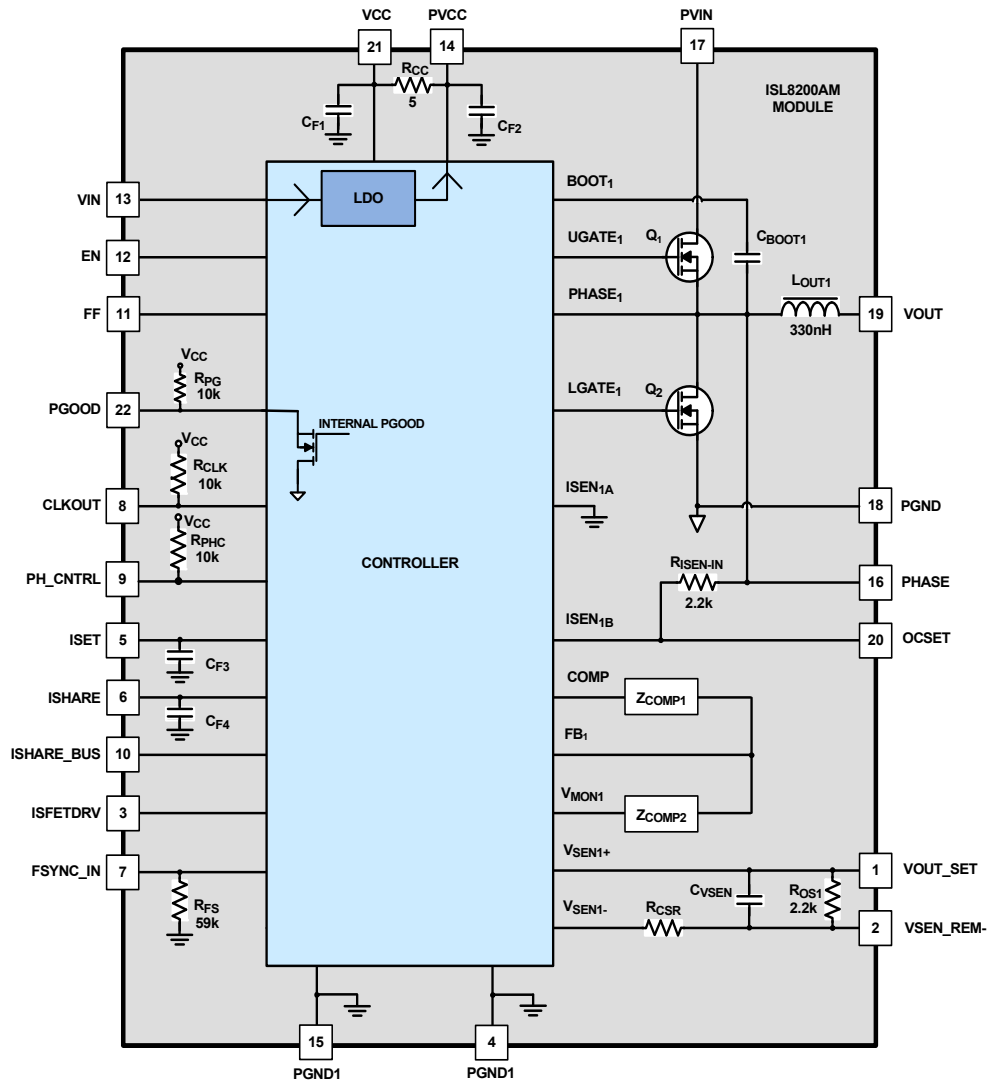 VCC
PVCC
PVIN
21
14
17
RCC
5
CF1
CF2
ISL8200AM
MODULE
VIN
13
LDO
BOOT1
EN
12
UGATE1
Q1
CBOOT1
FF
11
PHASE1
LOUT1
330nH
19
VOUT
VCC
RPG
10k
PGOOD
22
INTERNAL PGOOD
LGATE1
Q2
VCC
RCLK
10k
CLKOUT
8
ISEN1A
18
PGND
VCC
RPHC
10k
PH_CNTRL
9
CONTROLLER
RISEN-IN
2.2k
16
PHASE
ISET
5
CF3
ISEN1B
20
OCSET
ISHARE
6
CF4
COMP
ZCOMP1
ISHARE_BUS
10
FB1
ISFETDRV
3
VMON1
ZCOMP2
FSYNC_IN
7
RFS
59k
VSEN1+
CVSEN
ROS1
2.2k
1
VOUT_SET
VSEN1-
RCSR
2
VSEN_REM-
15
4
PGND1
PGND1